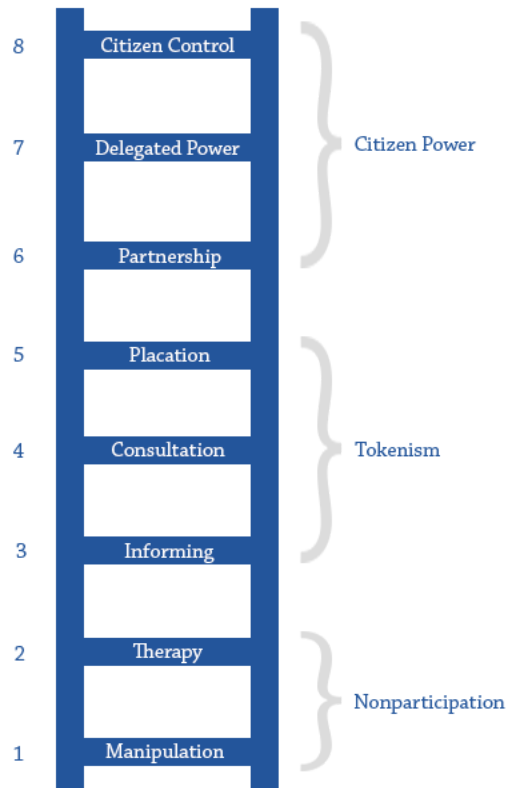 8 Citizen Control
7 Delegated Power
Citizen Power
6 Partnership
5 Placation
4 Consultation
Tokenism
3 Informing
2 Therapy
Nonparticipation
1 Manipulation